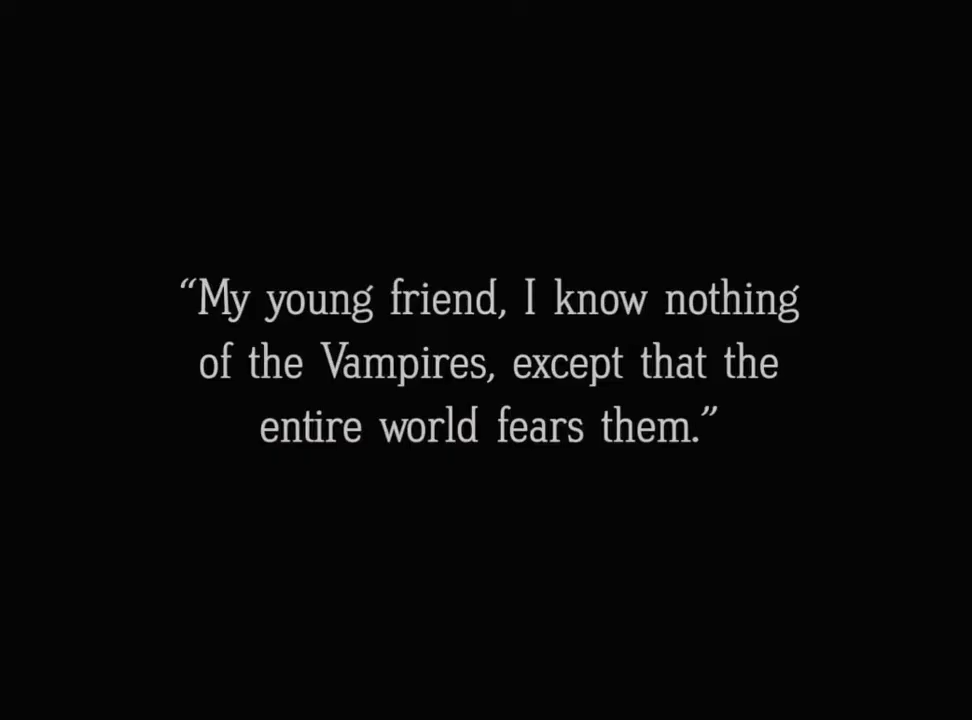 “My young friend, I know nothing
of the Vampires, except that the
entire world fears them.”